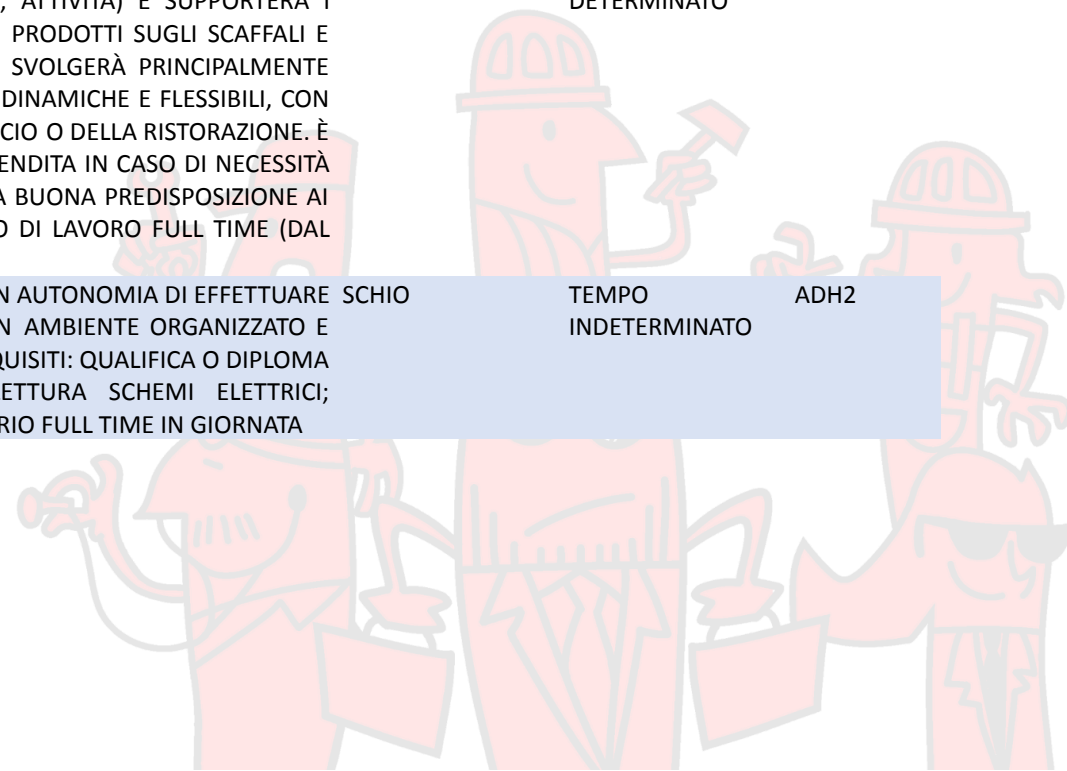 , ATTIVITÀ) E SUPPORTERÀ I
DETERMINATO
PRODOTTI SUGLI SCAFFALI E
SVOLGERÀ PRINCIPALMENTE
DINAMICHE E FLESSIBILI, CON
CIO O DELLA RISTORAZIONE. È
ENDITA IN CASO DI NECESSITÀ
A BUONA PREDISPOSIZIONE AI
O DI LAVORO FULL TIME (DAL
N AUTONOMIA DI EFFETTUARE SCHIO TEMPO ADH2
N AMBIENTE ORGANIZZATO E INDETERMINATO
QUISITI: QUALIFICA O DIPLOMA
ETTURA SCHEMI ELETTRICI;
RIO FULL TIME IN GIORNATA